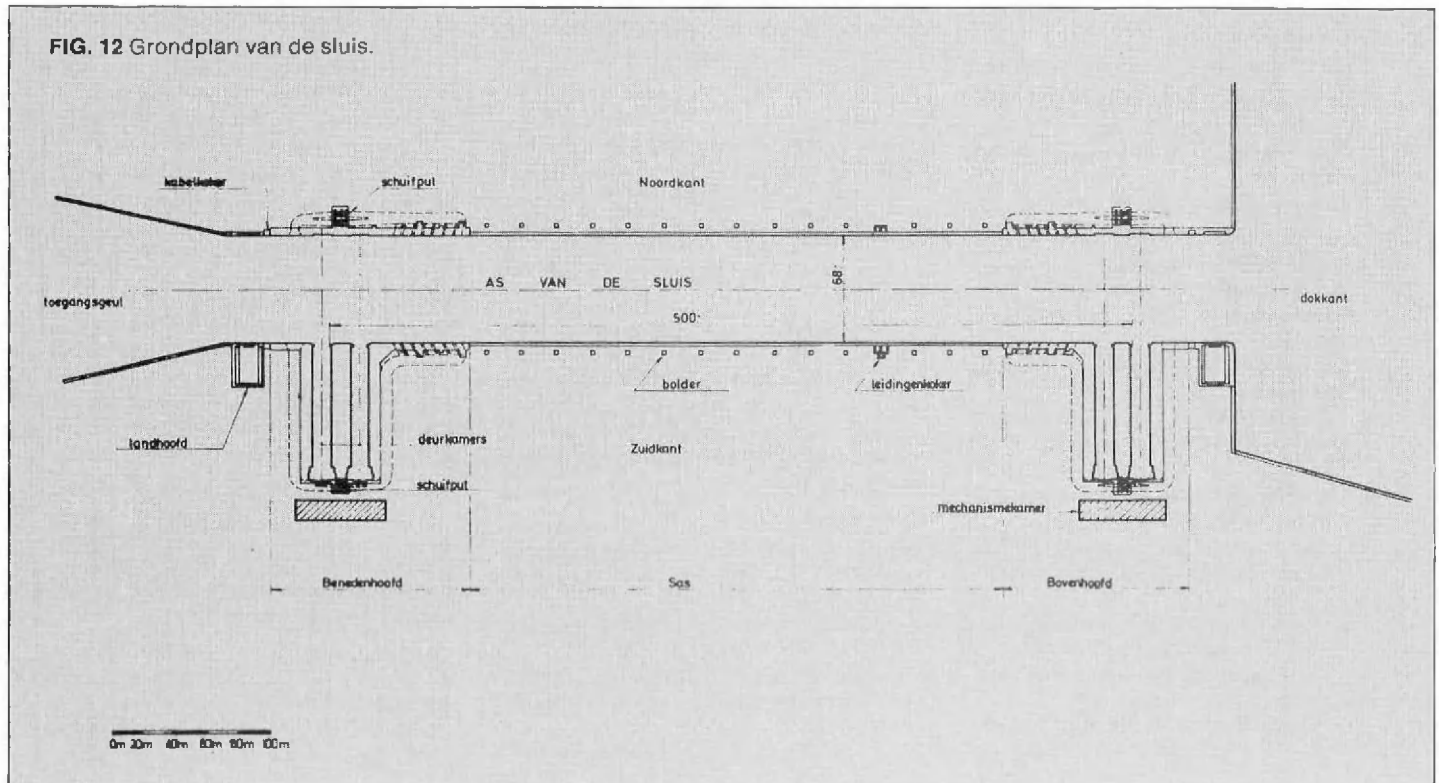 FIG. 12 Grondplan van de sluis.
kabelkoker
schuifput
Noordkant
AS VAN DE SLUIS
68
toegangsgeul
dokkant
500
bolder
leidingenkoker
landhoofd
deurkamers
Zuidkant
schuifput
mechanismekamer
Benedenhoofd
Sas
Bovenhoofd
0m 20m 40m 60m 80m 100m